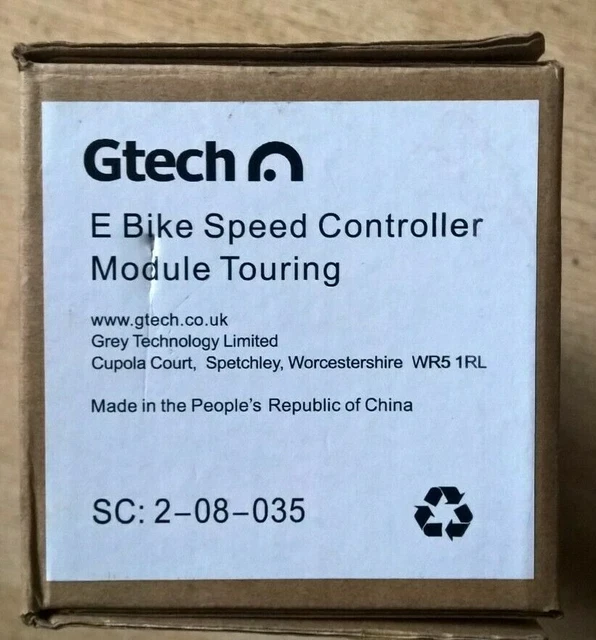 Gtech
E Bike Speed Controller
Module Touring
www.gtech.co.uk
Grey Technology Limited
Cupola Court, Spetchley, Worcestershire WR5 1RL
Made in the People's Republic of China
SC: 2-08-035